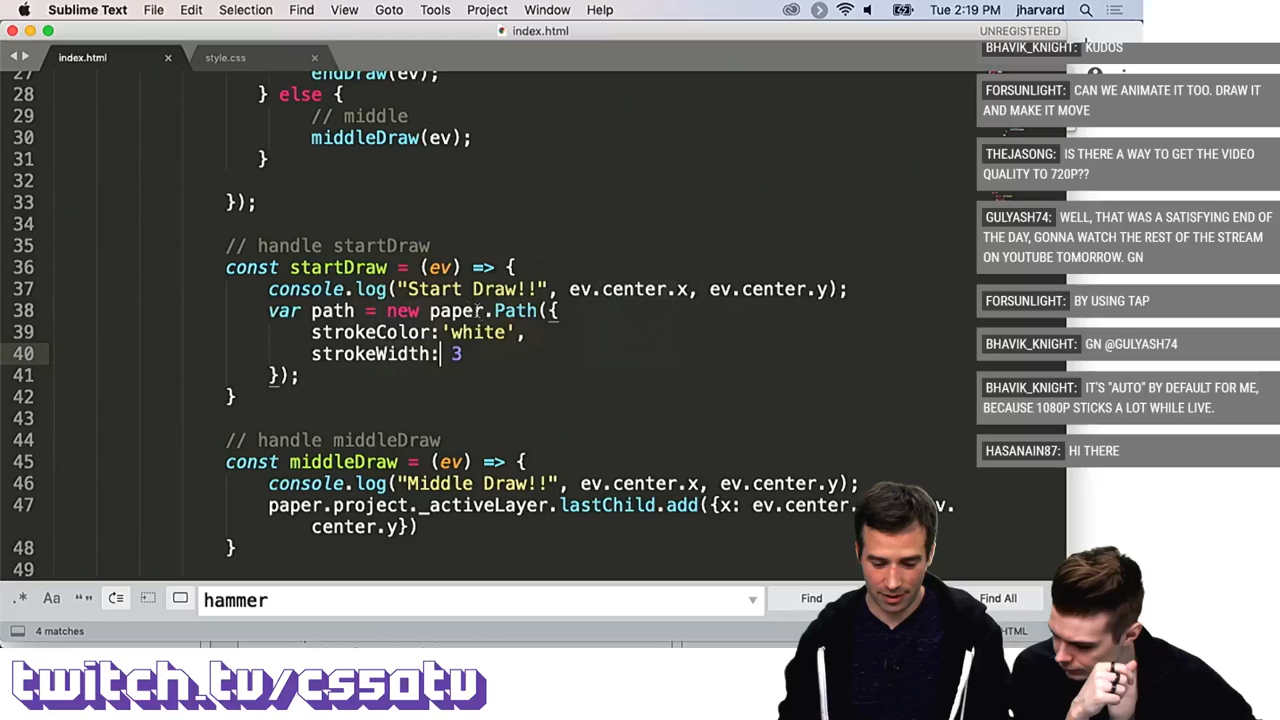 Sublime Text File Edit Selection Find View Goto Tools Project Window Help Tue 2:19 PM jharvard
index.html UNREGISTERED
index.html × style.css ×
27 endDraw(ev);
28 } else {
29 // middle
30 middleDraw(ev);
31 }
32
33 });
34
35 // handle startDraw
36 const startDraw = (ev) => {
37 console.log("Start Draw!!", ev.center.x, ev.center.y);
38 var path = new paper.Path({
39 strokeColor:'white',
40 strokeWidth: 3
41 });
42 }
43
44 // handle middleDraw
45 const middleDraw = (ev) => {
46 console.log("Middle Draw!!", ev.center.x, ev.center.y);
47 paper.project._activeLayer.lastChild.add({x: ev.center.
center.y})
48 }
49
BHAVIK_KNIGHT: KUDOS
FORSUNLIGHT: CAN WE ANIMATE IT TOO. DRAW IT
AND MAKE IT MOVE
THEJASONG: IS THERE A WAY TO GET THE VIDEO
QUALITY TO 720P??
GULYASH74: WELL, THAT WAS A SATISFYING END OF
THE DAY, GONNA WATCH THE REST OF THE STREAM
ON YOUTUBE TOMORROW. GN
FORSUNLIGHT: BY USING TAP
BHAVIK_KNIGHT: GN @GULYASH74
BHAVIK_KNIGHT: IT'S "AUTO" BY DEFAULT FOR ME,
BECAUSE 1080P STICKS A LOT WHILE LIVE.
HASANAIN87: HI THERE
.* Aa “” hammer Find Find All
4 matches HTML
twitch.tv/cs50tv